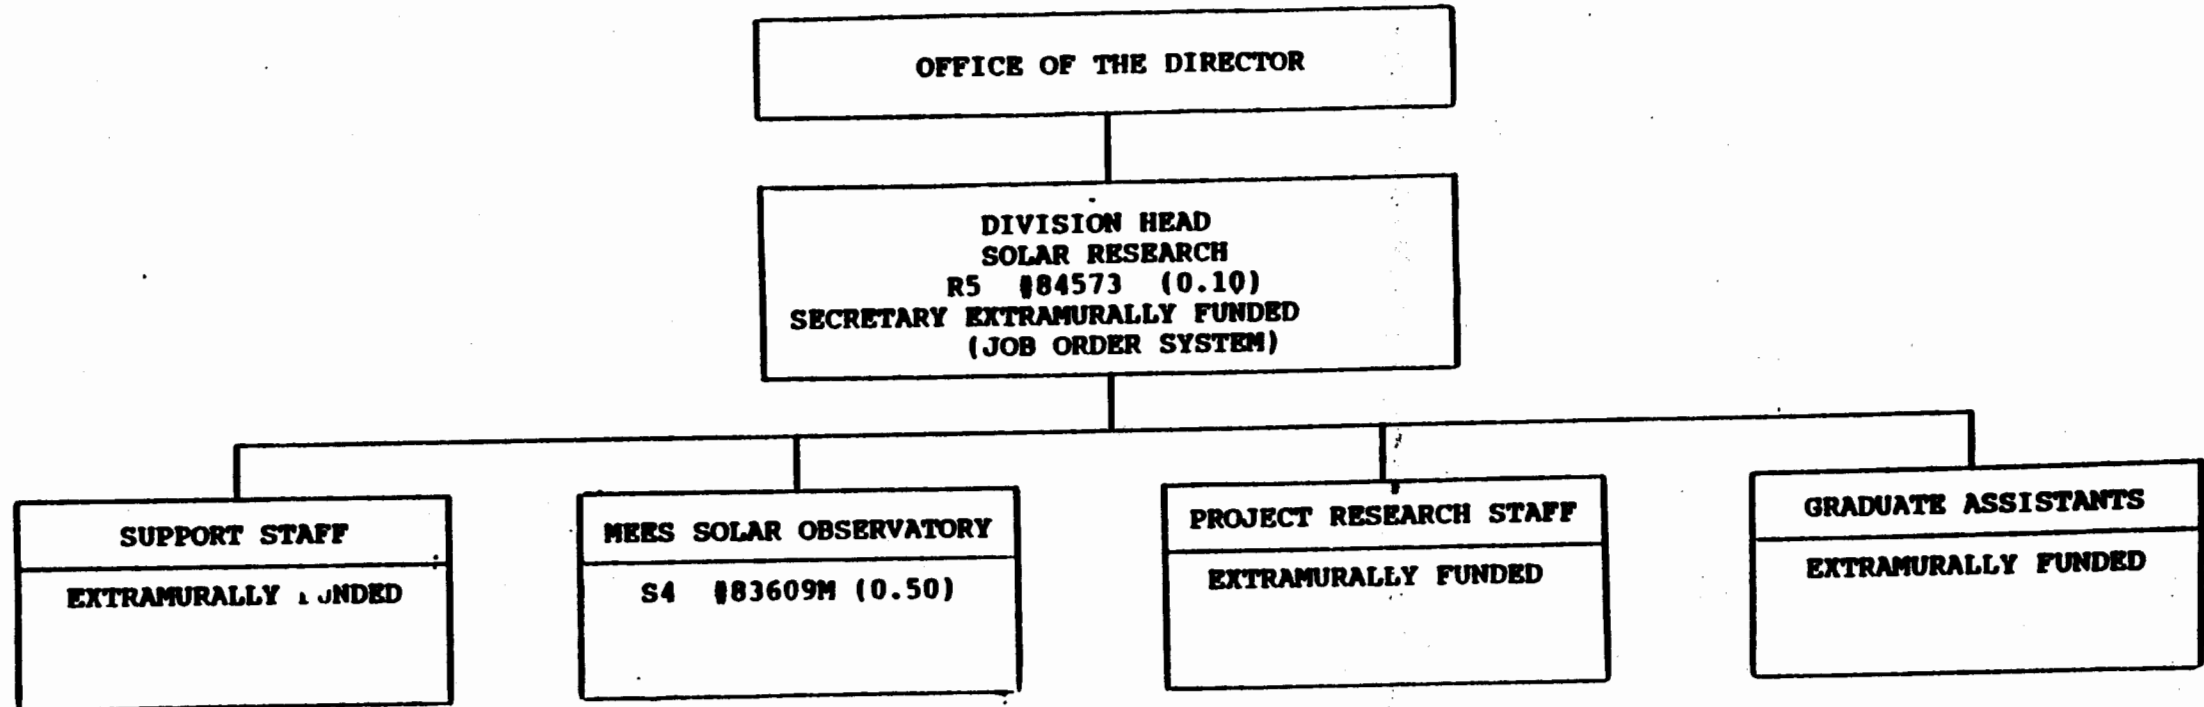 OFFICE OF THE DIRECTOR
DIVISION HEAD
SOLAR RESEARCH
R5 #84573 (0.10)
SECRETARY EXTRAMURALLY FUNDED
(JOB ORDER SYSTEM)
SUPPORT STAFF
EXTRAMURALLY FUNDED
MEES SOLAR OBSERVATORY
S4 #83609M (0.50)
PROJECT RESEARCH STAFF
EXTRAMURALLY FUNDED
GRADUATE ASSISTANTS
EXTRAMURALLY FUNDED